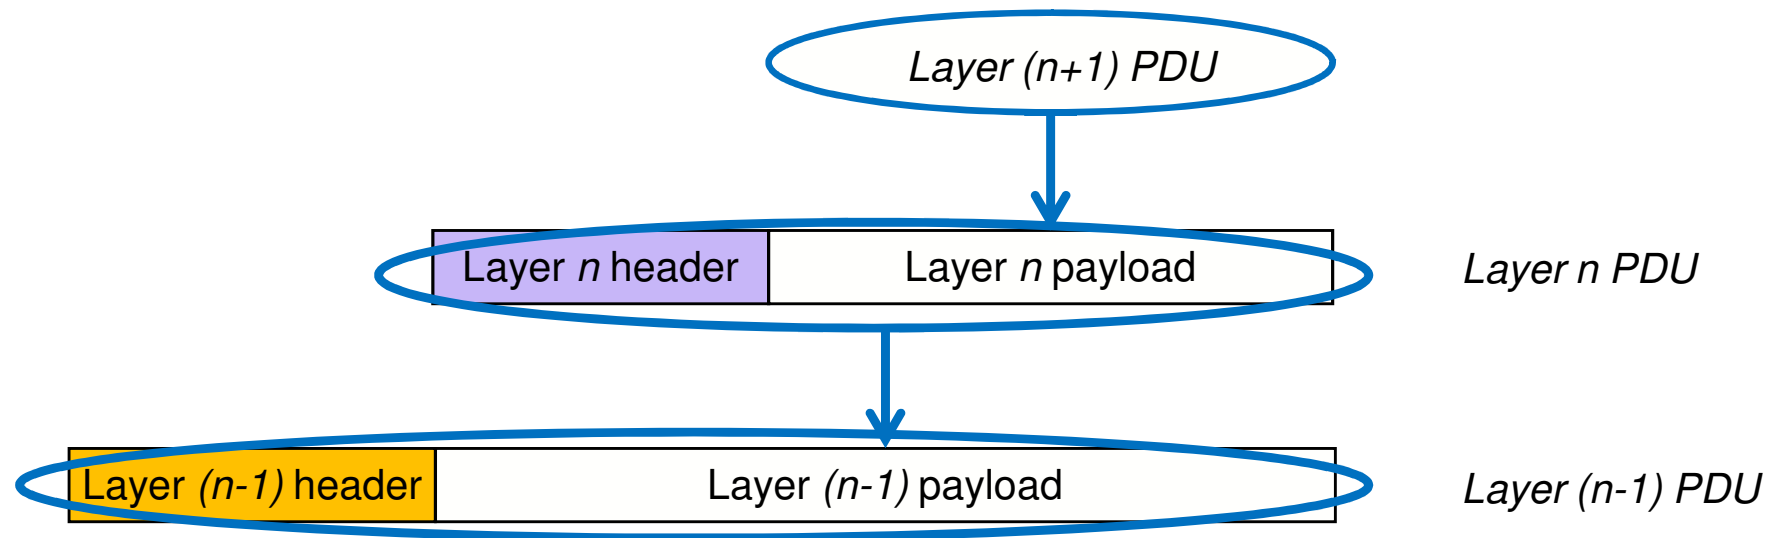 Layer (n+1) PDU
Layer n header Layer n payload Layer n PDU
Layer (n-1) header Layer (n-1) payload Layer (n-1) PDU